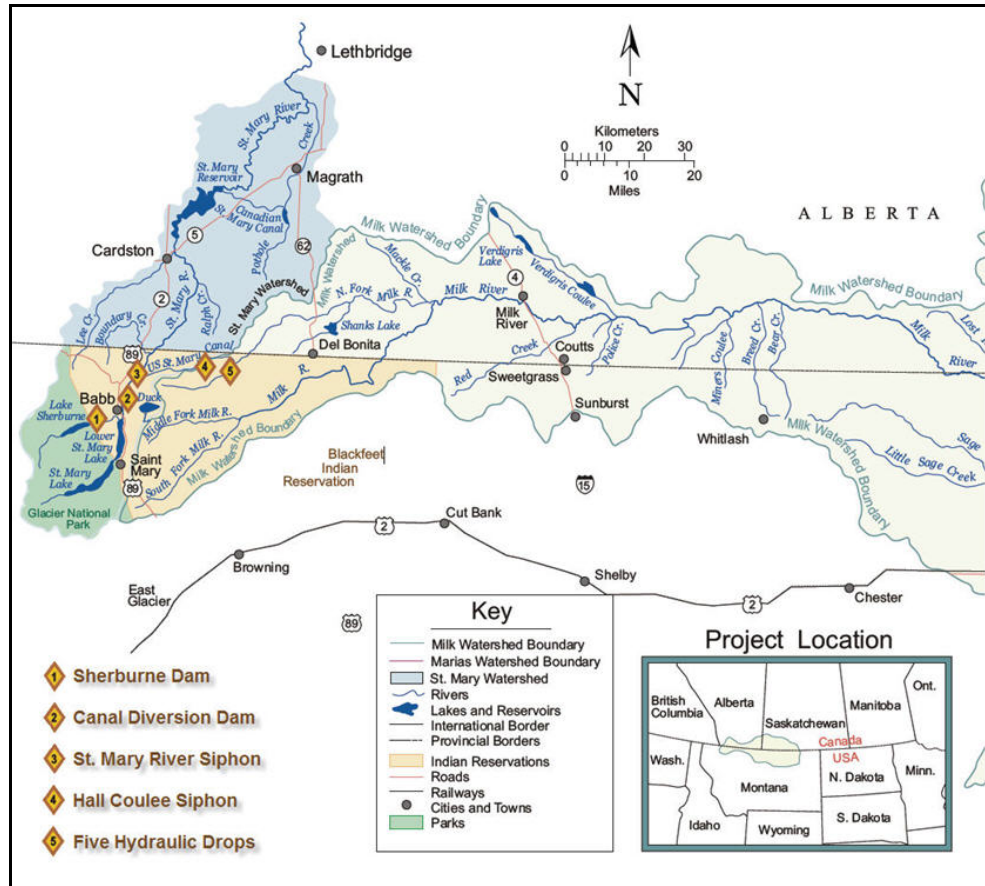 Lethbridge
N
Kilometers
0 10 20 30
0 10 20
Miles
ALBERTA
St. Mary River
Creek
St. Mary
Reservoir
Magrath
Canadian
St. Mary Canal
Cardston
5
62
Pothole
2
St. Mary R.
Ralph Cr.
Lee Cr.
Boundary
Cr.
St. Mary Watershed
Milk Watershed
Boundary
Milk Watershed Boundary
Mackie Cr.
N. Fork Milk R.
Milk River
Verdigris
Lake
Verdigris Coulee
4
Milk
River
Milk Watershed Boundary
Lost
Milk
River
Shanks Lake
Del Bonita
Canal
US St. Mary
89
3
4
5
Milk R.
Red
Creek
Coutts
Sweetgrass
Police Cr.
Miners Coulee
Breed Cr.
Bear Cr.
Sunburst
Whitlash
Milk Watershed
Boundary
Sage
Little Sage Creek
Babb
2
Duck
Lake
Sherburne
1
Middle Fork Milk R.
Lower
St. Mary
Lake
Saint
Mary
St. Mary
Lake
89
South Fork Milk R.
Milk Watershed Boundary
Blackfeet
Indian
Reservation
15
Glacier National
Park
2
Cut Bank
Browning
East
Glacier
Shelby
2
Chester
89
1 Sherburne Dam
2 Canal Diversion Dam
3 St. Mary River Siphon
4 Hall Coulee Siphon
5 Five Hydraulic Drops
Key
Milk Watershed Boundary
Marias Watershed Boundary
St. Mary Watershed
Rivers
Lakes and Reservoirs
International Border
Provincial Borders
Indian Reservations
Roads
Railways
Cities and Towns
Parks
Project Location
British
Columbia
Alberta
Saskatchewan
Manitoba
Ont.
Canada
USA
Wash.
Montana
N. Dakota
Minn.
Idaho
Wyoming
S. Dakota